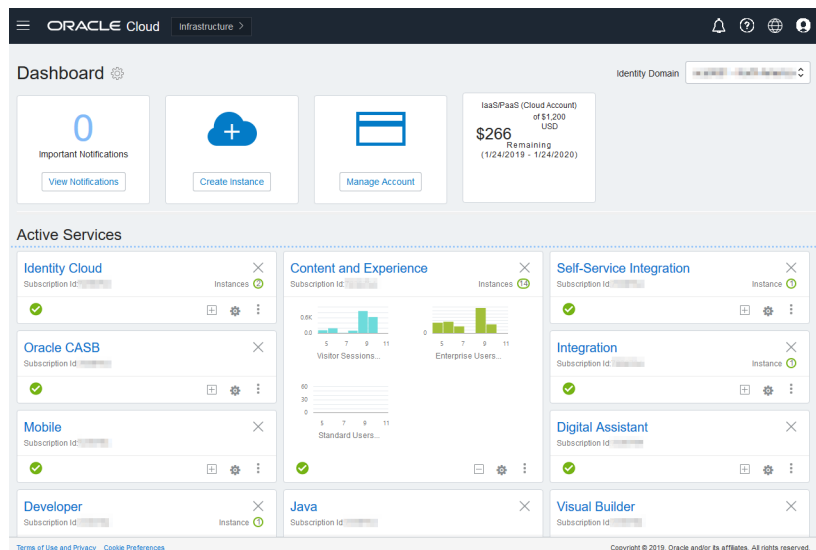 ORACLE Cloud Infrastructure >
Dashboard
Identity Domain
0
Important Notifications
View Notifications
Create Instance
Manage Account
IaaS/PaaS (Cloud Account)
$266 of $1,200 USD
Remaining
(1/24/2019 - 1/24/2020)
Active Services
Identity Cloud
Subscription Id:
Instances 2
Content and Experience
Subscription Id:
Instances 14
0.6K
0.0
5 7 9 11
Visitor Sessions...
0
5 7 9 11
Enterprise Users...
60
30
0
5 7 9 11
Standard Users...
Self-Service Integration
Subscription Id:
Instance 1
Oracle CASB
Subscription Id:
Integration
Subscription Id:
Instance 1
Mobile
Subscription Id:
Digital Assistant
Subscription Id:
Developer
Subscription Id:
Instance 1
Java
Subscription Id:
Visual Builder
Subscription Id:
Terms of Use and Privacy Cookie Preferences
Copyright © 2019, Oracle and/or its affiliates. All rights reserved.